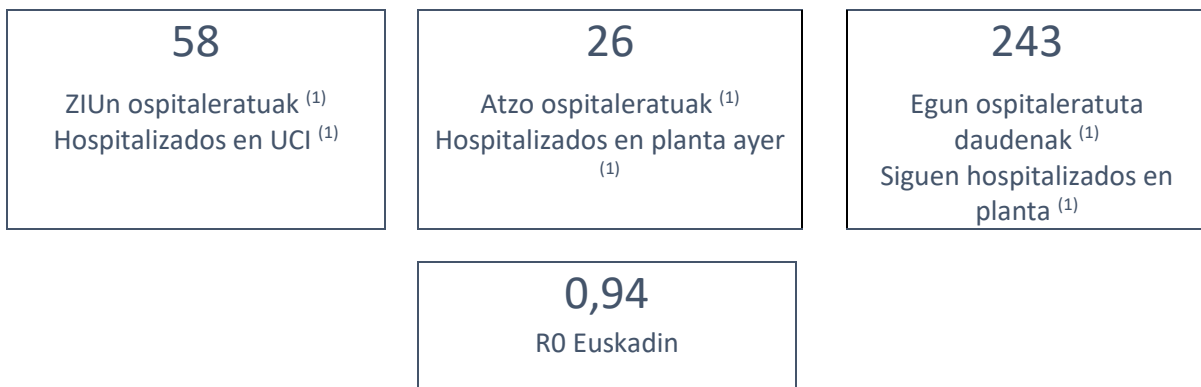 58
ZIUn ospitaleratuak (1)
Hospitalizados en UCI (1)
26
Atzo ospitaleratuak (1)
Hospitalizados en planta ayer
(1)
243
Egun ospitaleratuta
daudenak (1)
Siguen hospitalizados en
planta (1)
0,94
R0 Euskadin